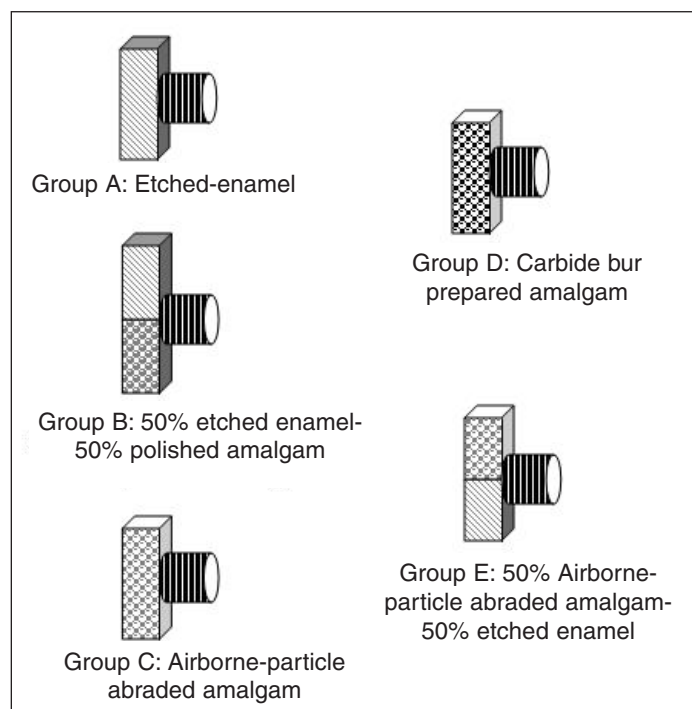 Group A: Etched-enamel
Group B: 50% etched enamel-
50% polished amalgam
Group C: Airborne-particle
abraded amalgam
Group D: Carbide bur
prepared amalgam
Group E: 50% Airborne-
particle abraded amalgam-
50% etched enamel